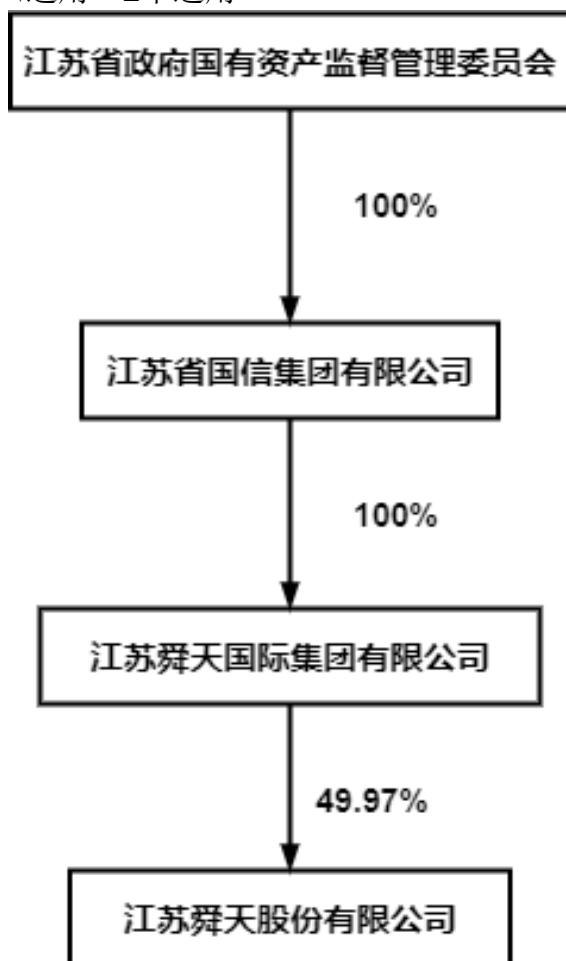 江苏省政府国有资产监督管理委员会
100%
江苏省国信集团有限公司
100%
江苏舜天国际集团有限公司
49.97%
江苏舜天股份有限公司